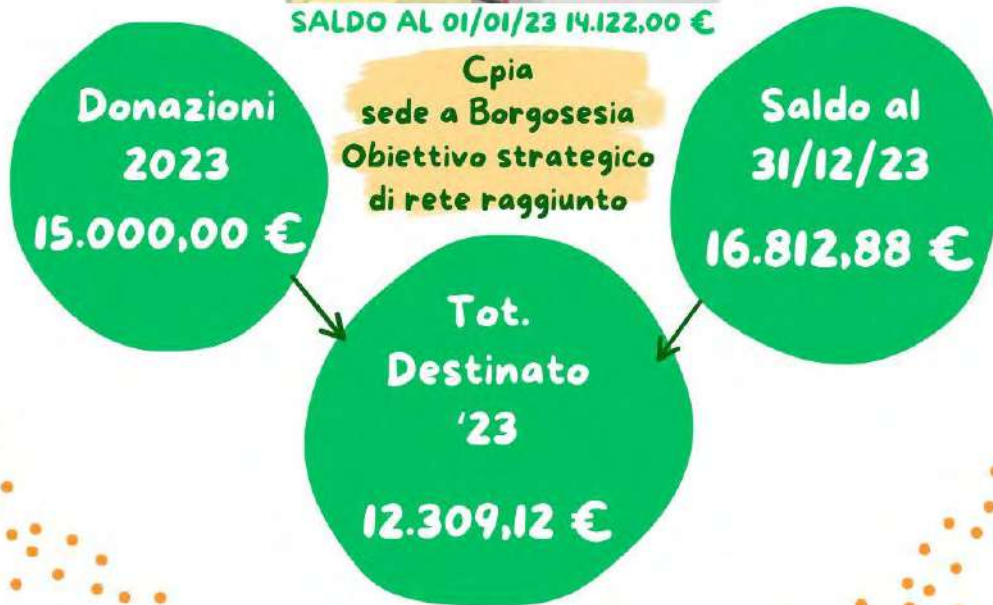 SALDO AL 01/01/23 14.122,00 €
Cpia
sede a Borgosesia
Obiettivo strategico
di rete raggiunto
Donazioni
2023
15.000,00 €
Saldo al
31/12/23
16.812,88 €
Tot.
Destinato
'23
12.309,12 €